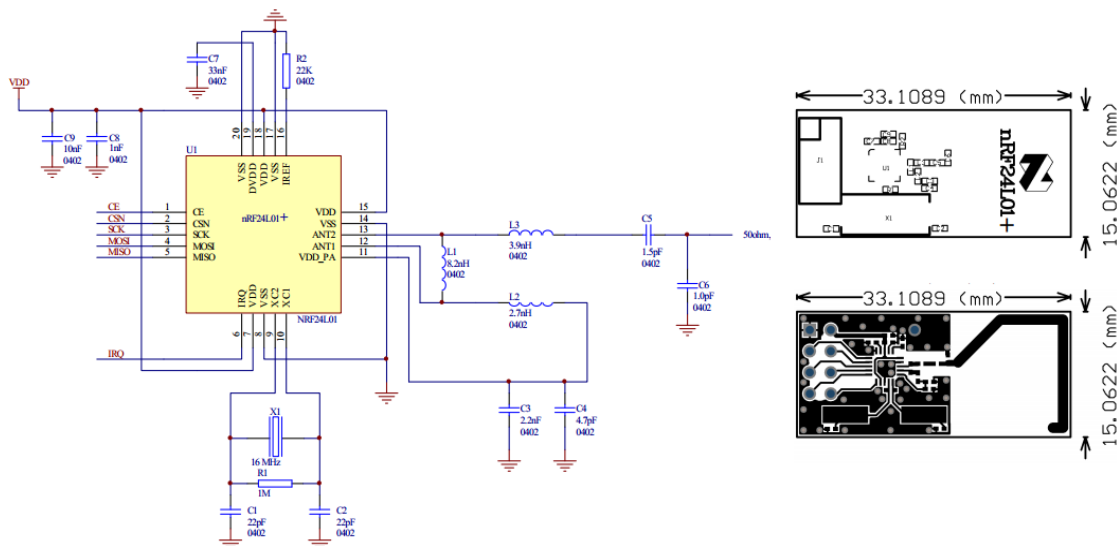 VDD
C9
10nF
0402
C8
1nF
0402
C7
33nF
0402
R2
22K
0402
U1
20
19
18
17
16
VSS
DVDD
VDD
VSS
IREF
CE
CSN
SCK
MOSI
MISO
1
2
3
4
5
CE
CSN
SCK
MOSI
MISO
nRF24L01+
VDD
VSS
ANT2
ANT1
VDD_PA
15
14
13
12
11
IRQ
VDD
VSS
XC2
XC1
NRF24L01
6
7
8
9
10
IRQ
L3
3.9nH
0402
L1
8.2nH
0402
L2
2.7nH
0402
C5
1.5pF
0402
50ohm,
C6
1.0pF
0402
C3
2.2nF
0402
C4
4.7pF
0402
X1
16 MHz
R1
1M
C1
22pF
0402
C2
22pF
0402
33.1089 (mm)
15.0622 (mm)
J1
U1
X1
nRF24L01+
33.1089 (mm)
15.0622 (mm)